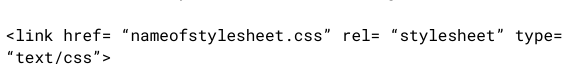 <link href= “nameofstylesheet.css” rel= “stylesheet” type=
“text/css”>